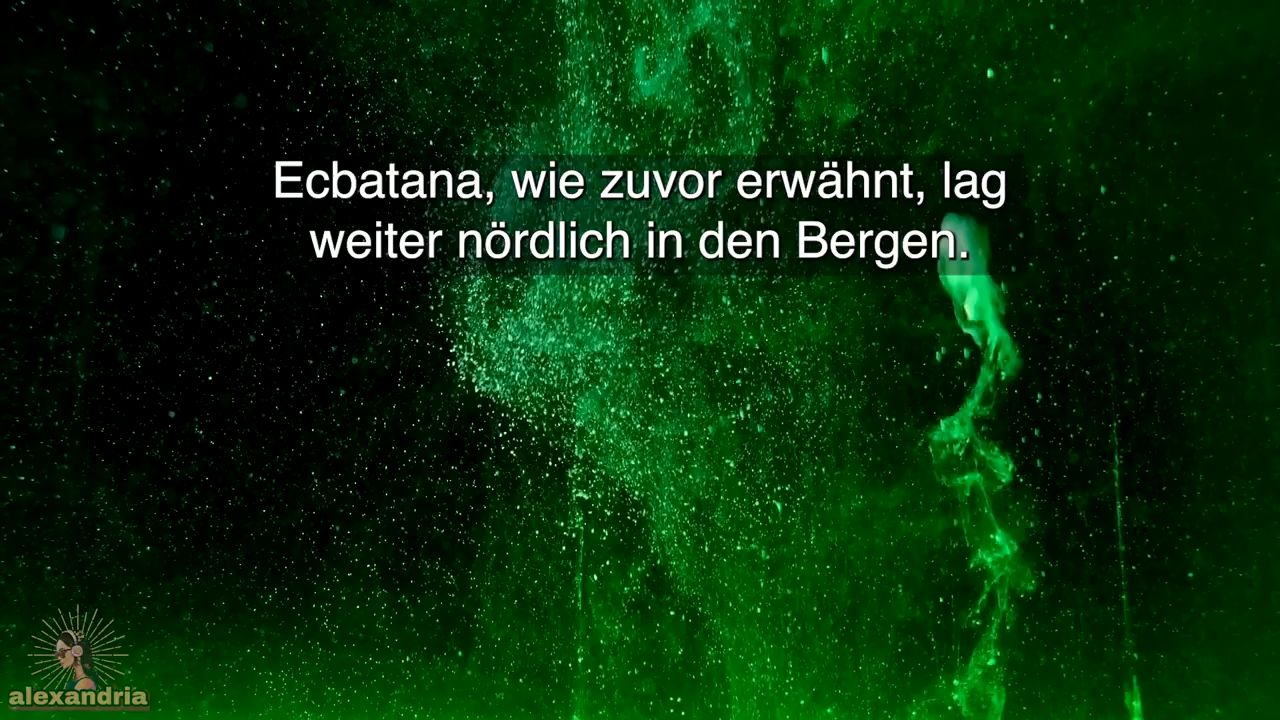 Ecbatana, wie zuvor erwähnt, lag
weiter nördlich in den Bergen.
alexandria